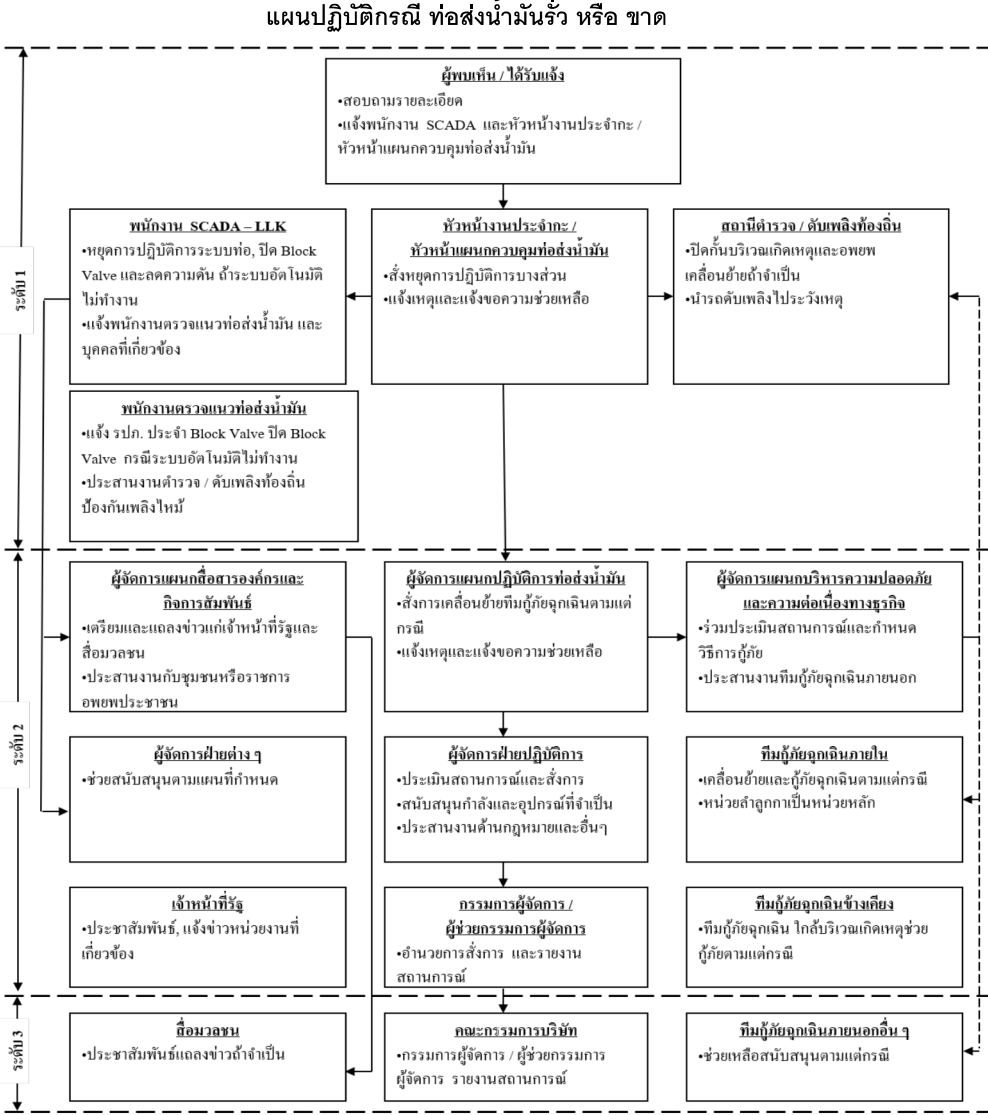 แผนปฏิบัติกรณี ท่อส่งน้ำมันรั่ว หรือ ขาด
ระดับ 1
ผู้พบเห็น / ได้รับแจ้ง
•สอบถามรายละเอียด
•แจ้งพนักงาน SCADA และหัวหน้างานประจำกะ /
หัวหน้าแผนกควบคุมท่อส่งน้ำมัน
พนักงาน SCADA – LLK
•หยุดการปฏิบัติการระบบท่อ, ปิด Block
Valve และลดความดัน ถ้าระบบอัตโนมัติ
ไม่ทำงาน
•แจ้งพนักงานตรวจแนวท่อส่งน้ำมัน และ
บุคคลที่เกี่ยวข้อง
หัวหน้างานประจำกะ /
หัวหน้าแผนกควบคุมท่อส่งน้ำมัน
•สั่งหยุดการปฏิบัติการบางส่วน
•แจ้งเหตุและแจ้งขอความช่วยเหลือ
สถานีตำรวจ / ดับเพลิงท้องถิ่น
•ปิดกั้นบริเวณเกิดเหตุและอพยพ
เคลื่อนย้ายถ้าจำเป็น
•นำรถดับเพลิงไประวังเหตุ
พนักงานตรวจแนวท่อส่งน้ำมัน
•แจ้ง รปภ. ประจำ Block Valve ปิด Block
Valve กรณีระบบอัตโนมัติไม่ทำงาน
•ประสานงานตำรวจ / ดับเพลิงท้องถิ่น
ป้องกันเพลิงไหม้
ระดับ 2
ผู้จัดการแผนกสื่อสารองค์กรและ
กิจการสัมพันธ์
•เตรียมและแถลงข่าวแก่เจ้าหน้าที่รัฐและ
สื่อมวลชน
•ประสานงานกับชุมชนหรือราชการ
อพยพประชาชน
ผู้จัดการแผนกปฏิบัติการท่อส่งน้ำมัน
•สั่งการเคลื่อนย้ายทีมกู้ภัยฉุกเฉินตามแต่
กรณี
•แจ้งเหตุและแจ้งขอความช่วยเหลือ
ผู้จัดการแผนกบริหารความปลอดภัย
และความต่อเนื่องทางธุรกิจ
•ร่วมประเมินสถานการณ์และกำหนด
วิธีการกู้ภัย
•ประสานงานทีมกู้ภัยฉุกเฉินภายนอก
ผู้จัดการฝ่ายต่าง ๆ
•ช่วยสนับสนุนตามแผนที่กำหนด
ผู้จัดการฝ่ายปฏิบัติการ
•ประเมินสถานการณ์และสั่งการ
•สนับสนุนกำลังและอุปกรณ์ที่จำเป็น
•ประสานงานด้านกฎหมายและอื่นๆ
ทีมกู้ภัยฉุกเฉินภายใน
•เคลื่อนย้ายและกู้ภัยฉุกเฉินตามแต่กรณี
•หน่วยลำลูกกาเป็นหน่วยหลัก
เจ้าหน้าที่รัฐ
•ประชาสัมพันธ์, แจ้งข่าวหน่วยงานที่
เกี่ยวข้อง
กรรมการผู้จัดการ /
ผู้ช่วยกรรมการผู้จัดการ
•อำนวยการสั่งการ และรายงาน
สถานการณ์
ทีมกู้ภัยฉุกเฉินข้างเคียง
•ทีมกู้ภัยฉุกเฉิน ใกล้บริเวณเกิดเหตุช่วย
กู้ภัยตามแต่กรณี
ระดับ 3
สื่อมวลชน
•ประชาสัมพันธ์แถลงข่าวถ้าจำเป็น
คณะกรรมการบริษัท
•กรรมการผู้จัดการ / ผู้ช่วยกรรมการ
ผู้จัดการ รายงานสถานการณ์
ทีมกู้ภัยฉุกเฉินภายนอกอื่น ๆ
•ช่วยเหลือสนับสนุนตามแต่กรณี